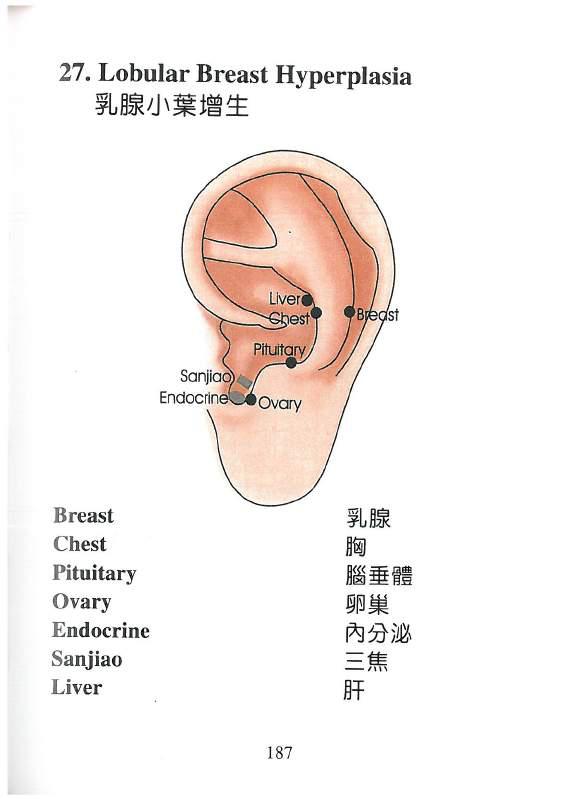 27. Lobular Breast Hyperplasia
乳腺小葉增生
Liver
Chest
Breast
Pituitary
Sanjiao
Endocrine
Ovary
Breast 乳腺
Chest 胸
Pituitary 腦垂體
Ovary 卵巢
Endocrine 內分泌
Sanjiao 三焦
Liver 肝
187